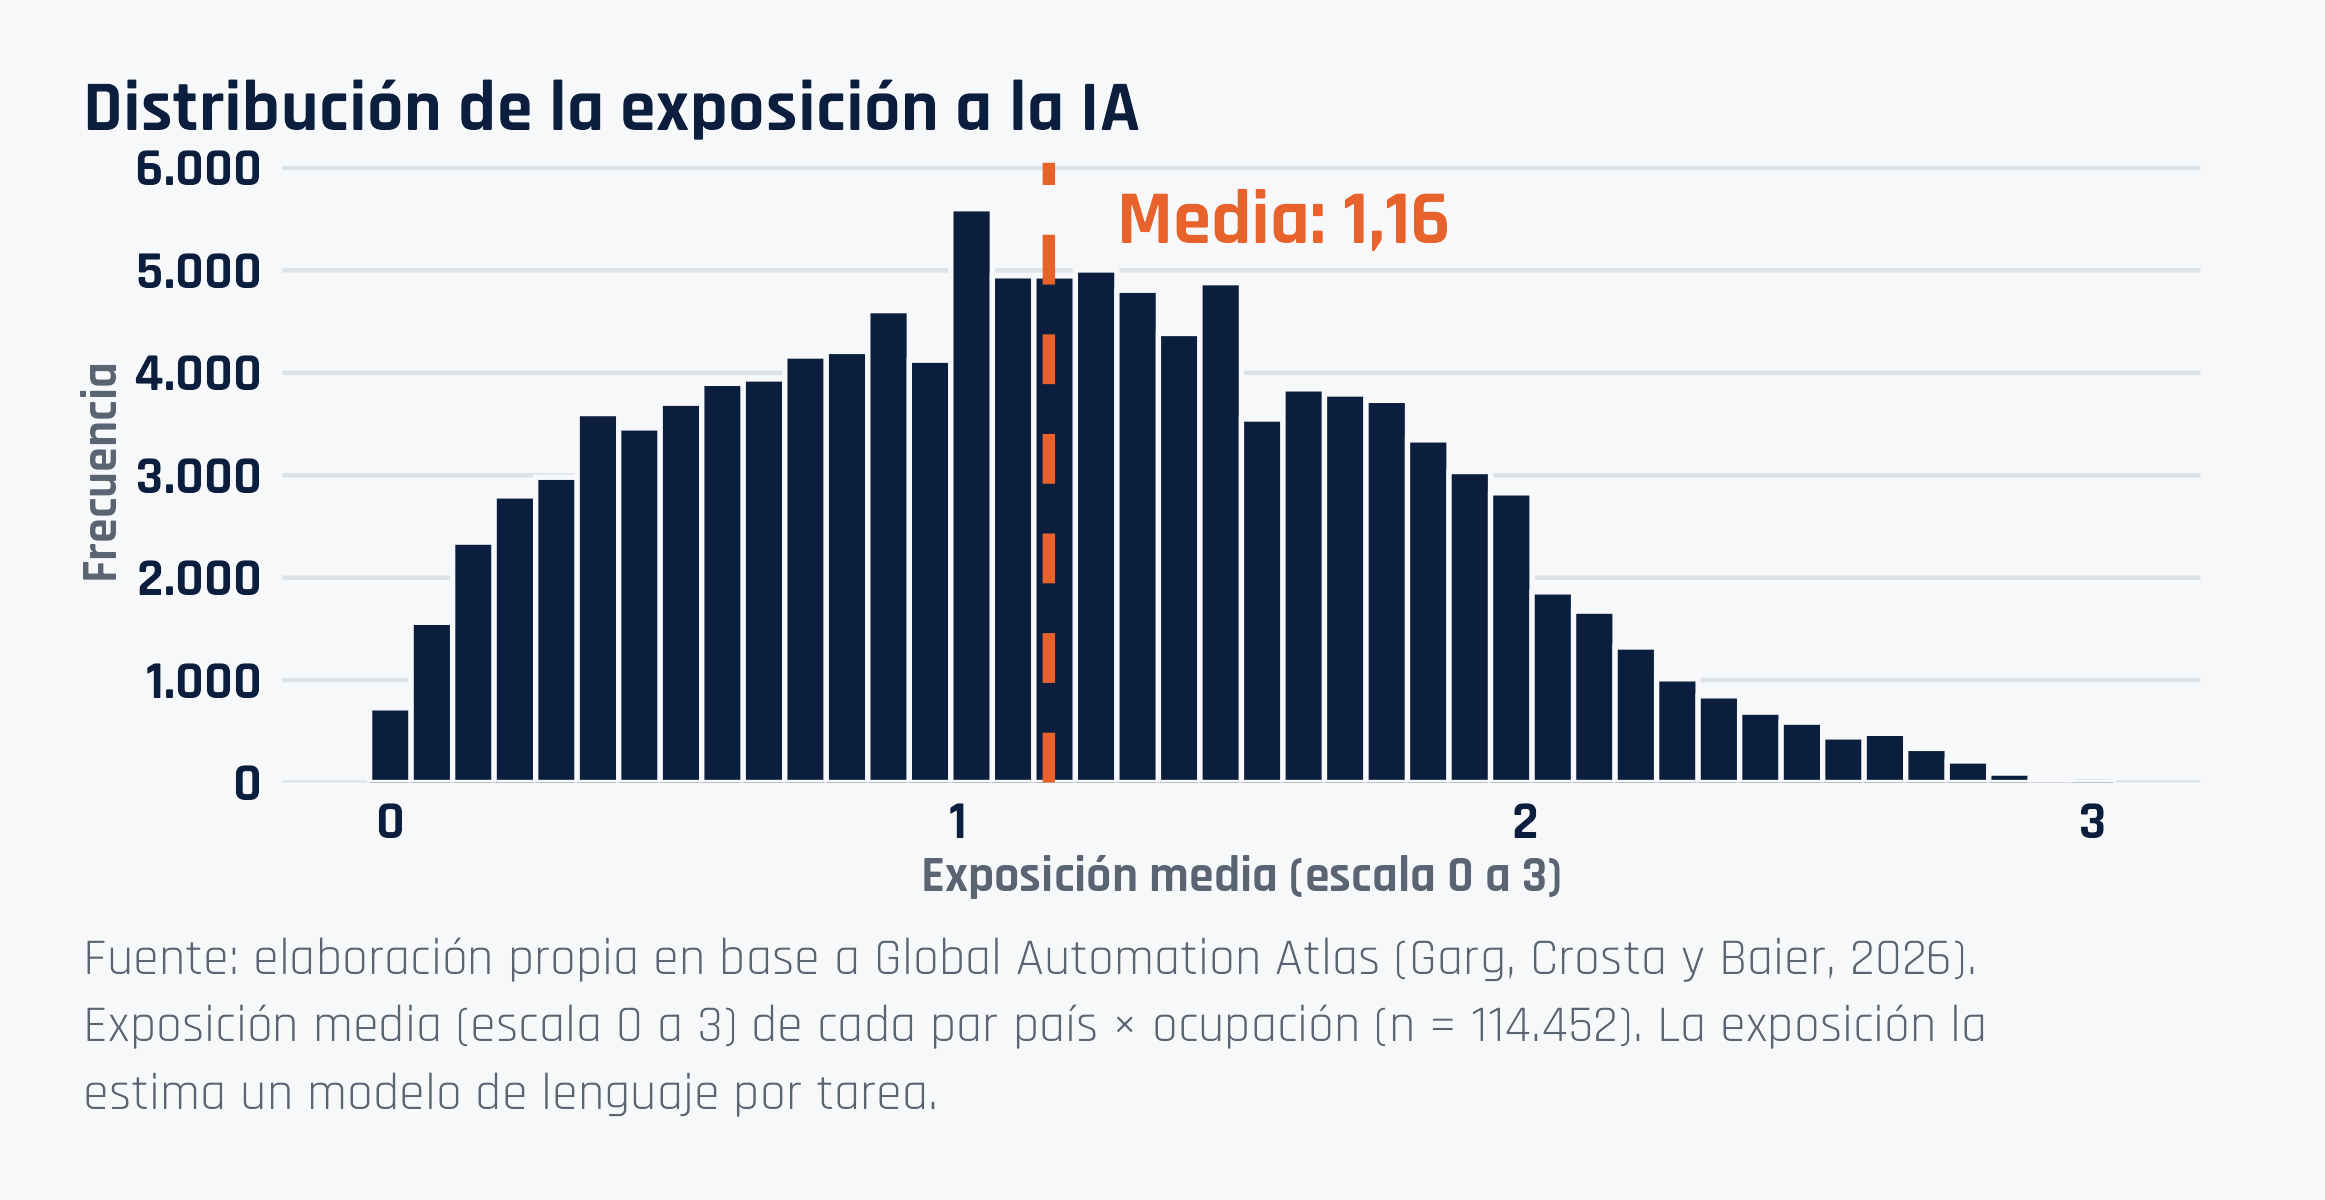 Distribución de la exposición a la IA
6.000
5.000
4.000
3.000
2.000
1.000
0
Frecuencia
Media: 1,16
0 1 2 3
Exposición media (escala 0 a 3)
Fuente: elaboración propia en base a Global Automation Atlas (Garg, Crosta y Baier, 2026).
Exposición media (escala 0 a 3) de cada par país × ocupación (n = 114.452). La exposición la
estima un modelo de lenguaje por tarea.